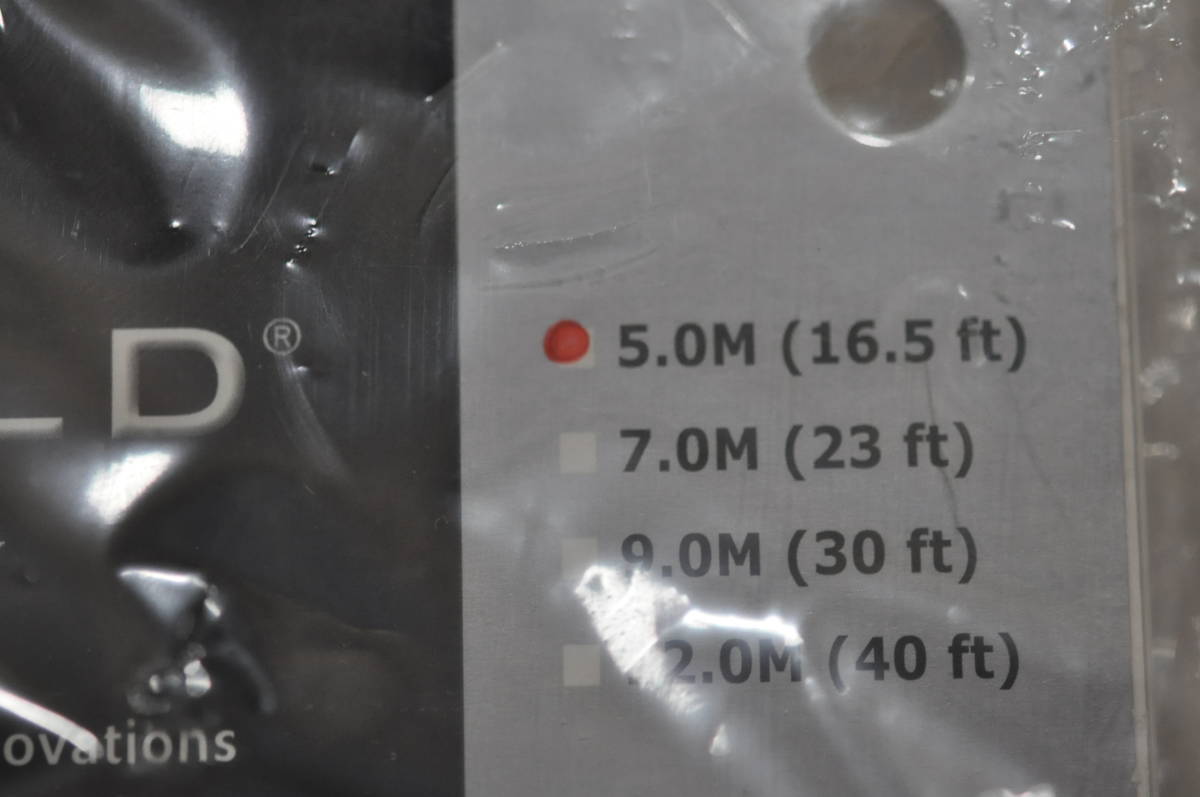 LD®
5.0M (16.5 ft)
7.0M (23 ft)
9.0M (30 ft)
2.0M (40 ft)
ovations